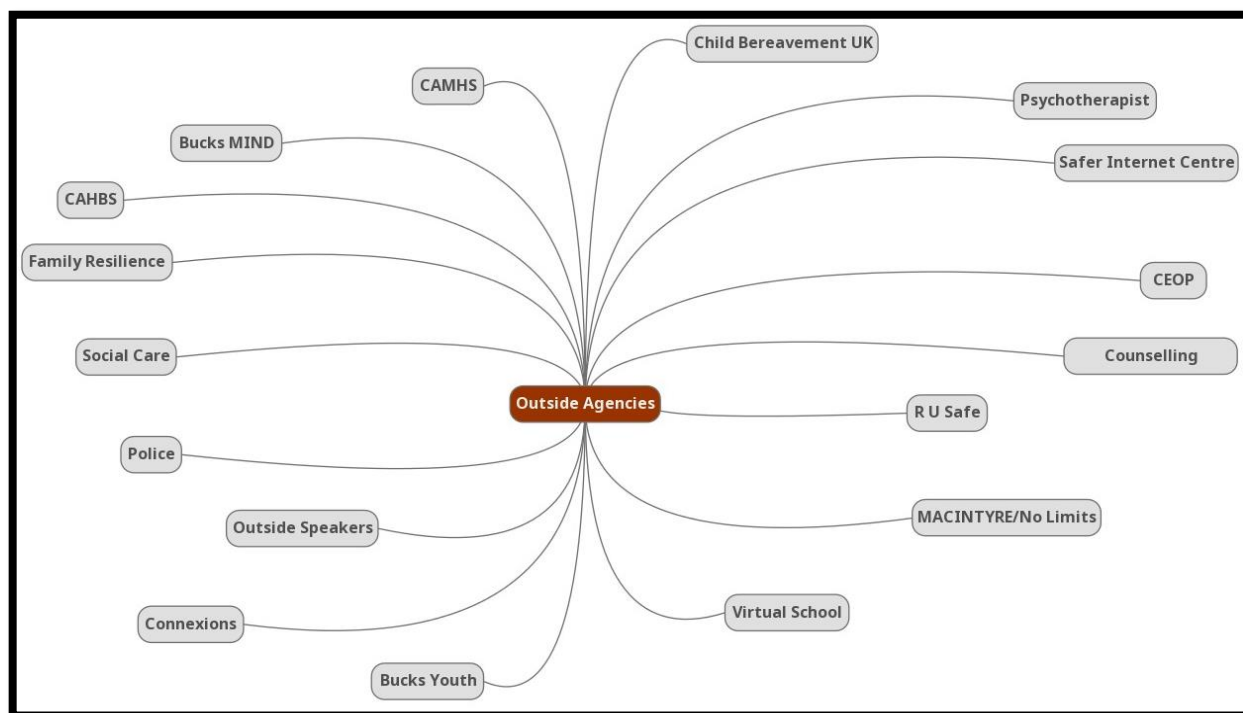 Child Bereavement UK
CAMHS
Psychotherapist
Bucks MIND
Safer Internet Centre
CAHBS
Family Resilience
CEOP
Social Care
Counselling
Outside Agencies
R U Safe
Police
MACINTYRE/No Limits
Outside Speakers
Virtual School
Connexions
Bucks Youth